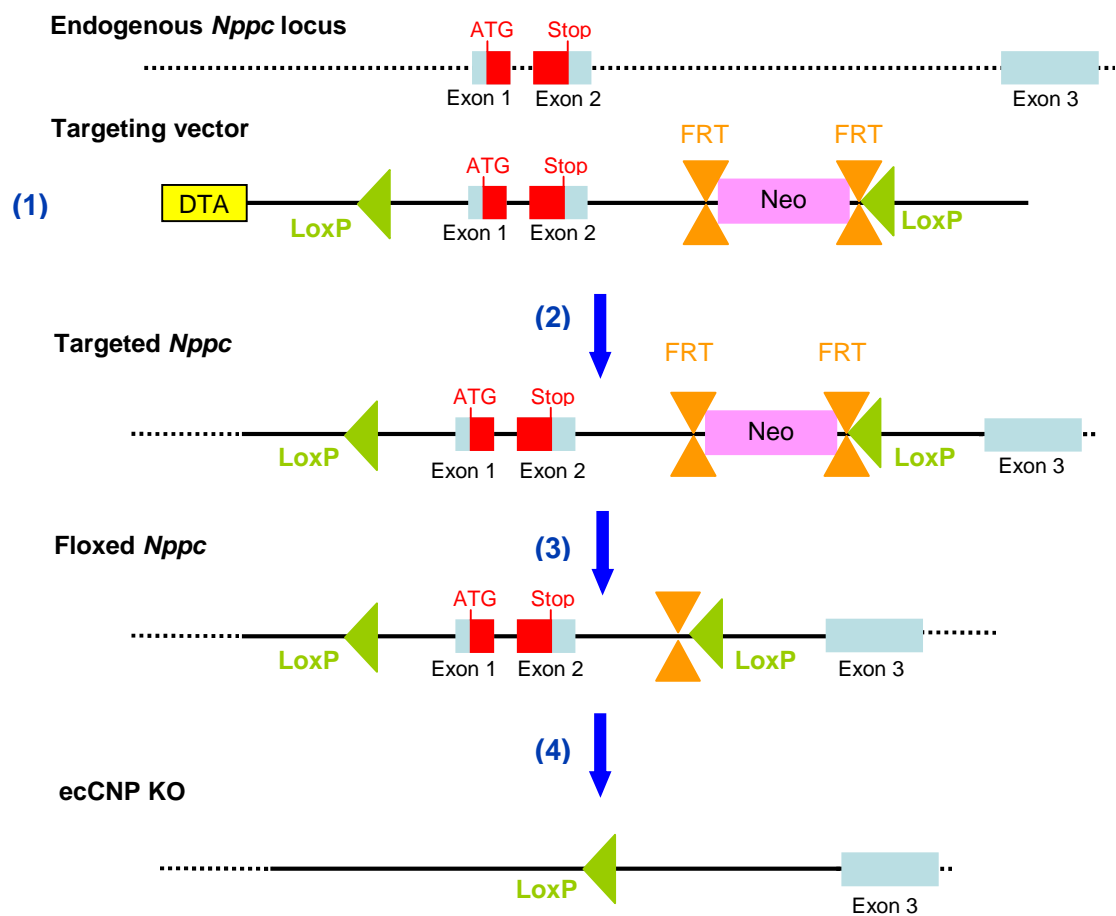 Endogenous Nppc locus
ATG Stop
Exon 1 Exon 2 Exon 3
Targeting vector
FRT FRT
ATG Stop
(1) DTA Neo
LoxP LoxP
Exon 1 Exon 2
(2)
Targeted Nppc
FRT FRT
ATG Stop
Neo
LoxP LoxP
Exon 1 Exon 2 Exon 3
Floxed Nppc
(3)
ATG Stop
LoxP LoxP
Exon 1 Exon 2 Exon 3
(4)
ecCNP KO
LoxP
Exon 3